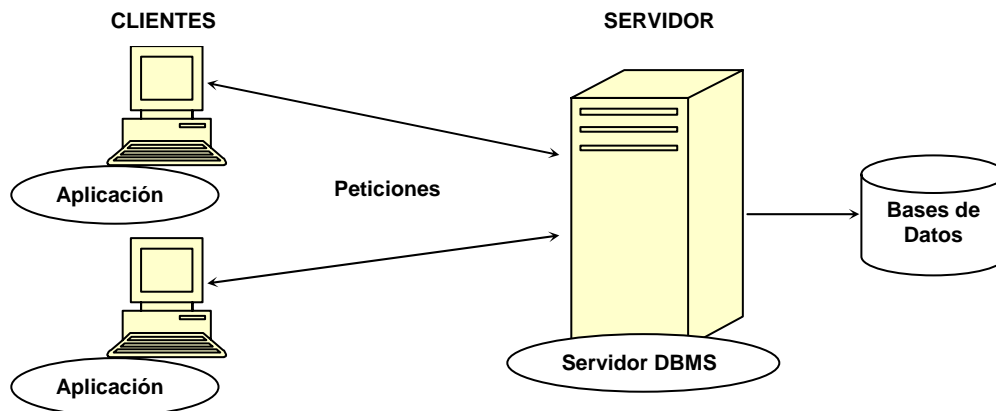 CLIENTES
SERVIDOR
Aplicación
Peticiones
Bases de
Datos
Servidor DBMS
Aplicación